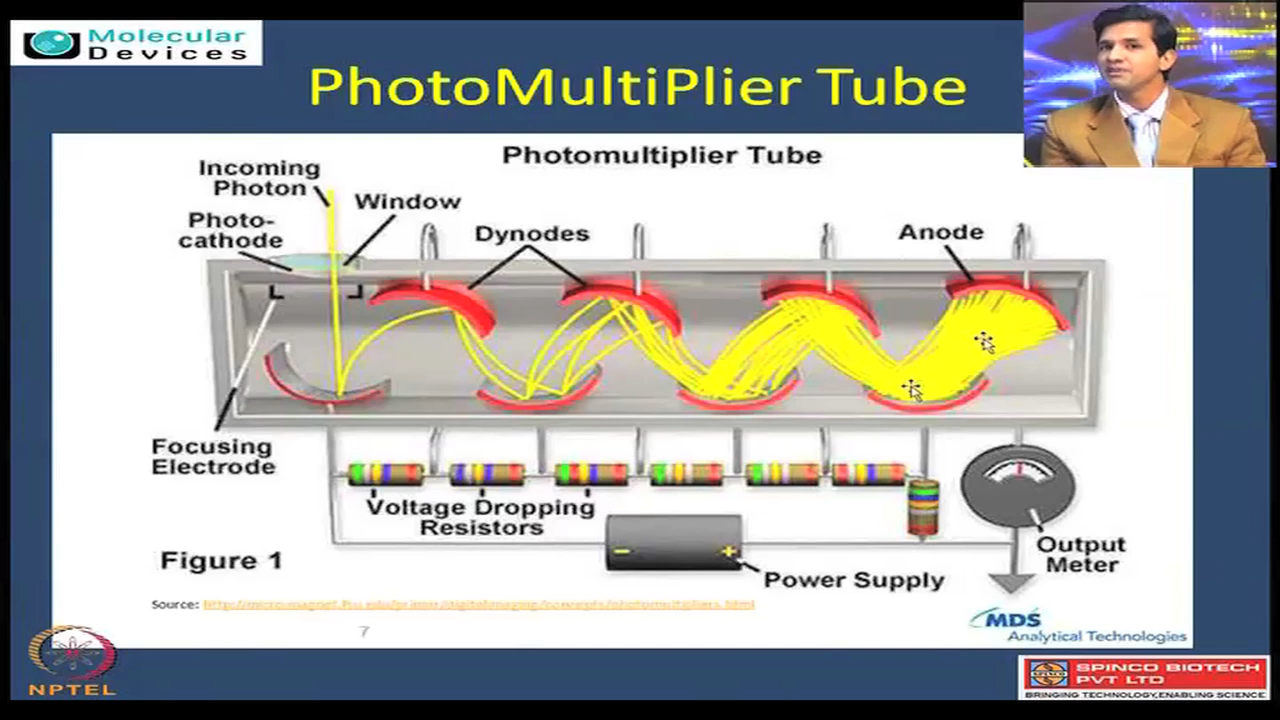 Molecular
Devices
PhotoMultiPlier Tube
Photomultiplier Tube
Incoming
Photon
Window
Photo-
cathode
Dynodes
Anode
Focusing
Electrode
Voltage Dropping
Resistors
Output
Meter
Power Supply
Figure 1
Source:
7
MDS
Analytical Technologies
NPTEL
SPINCO BIOTECH
PVT LTD
BRINGING TECHNOLOGY,ENABLING SCIENCE